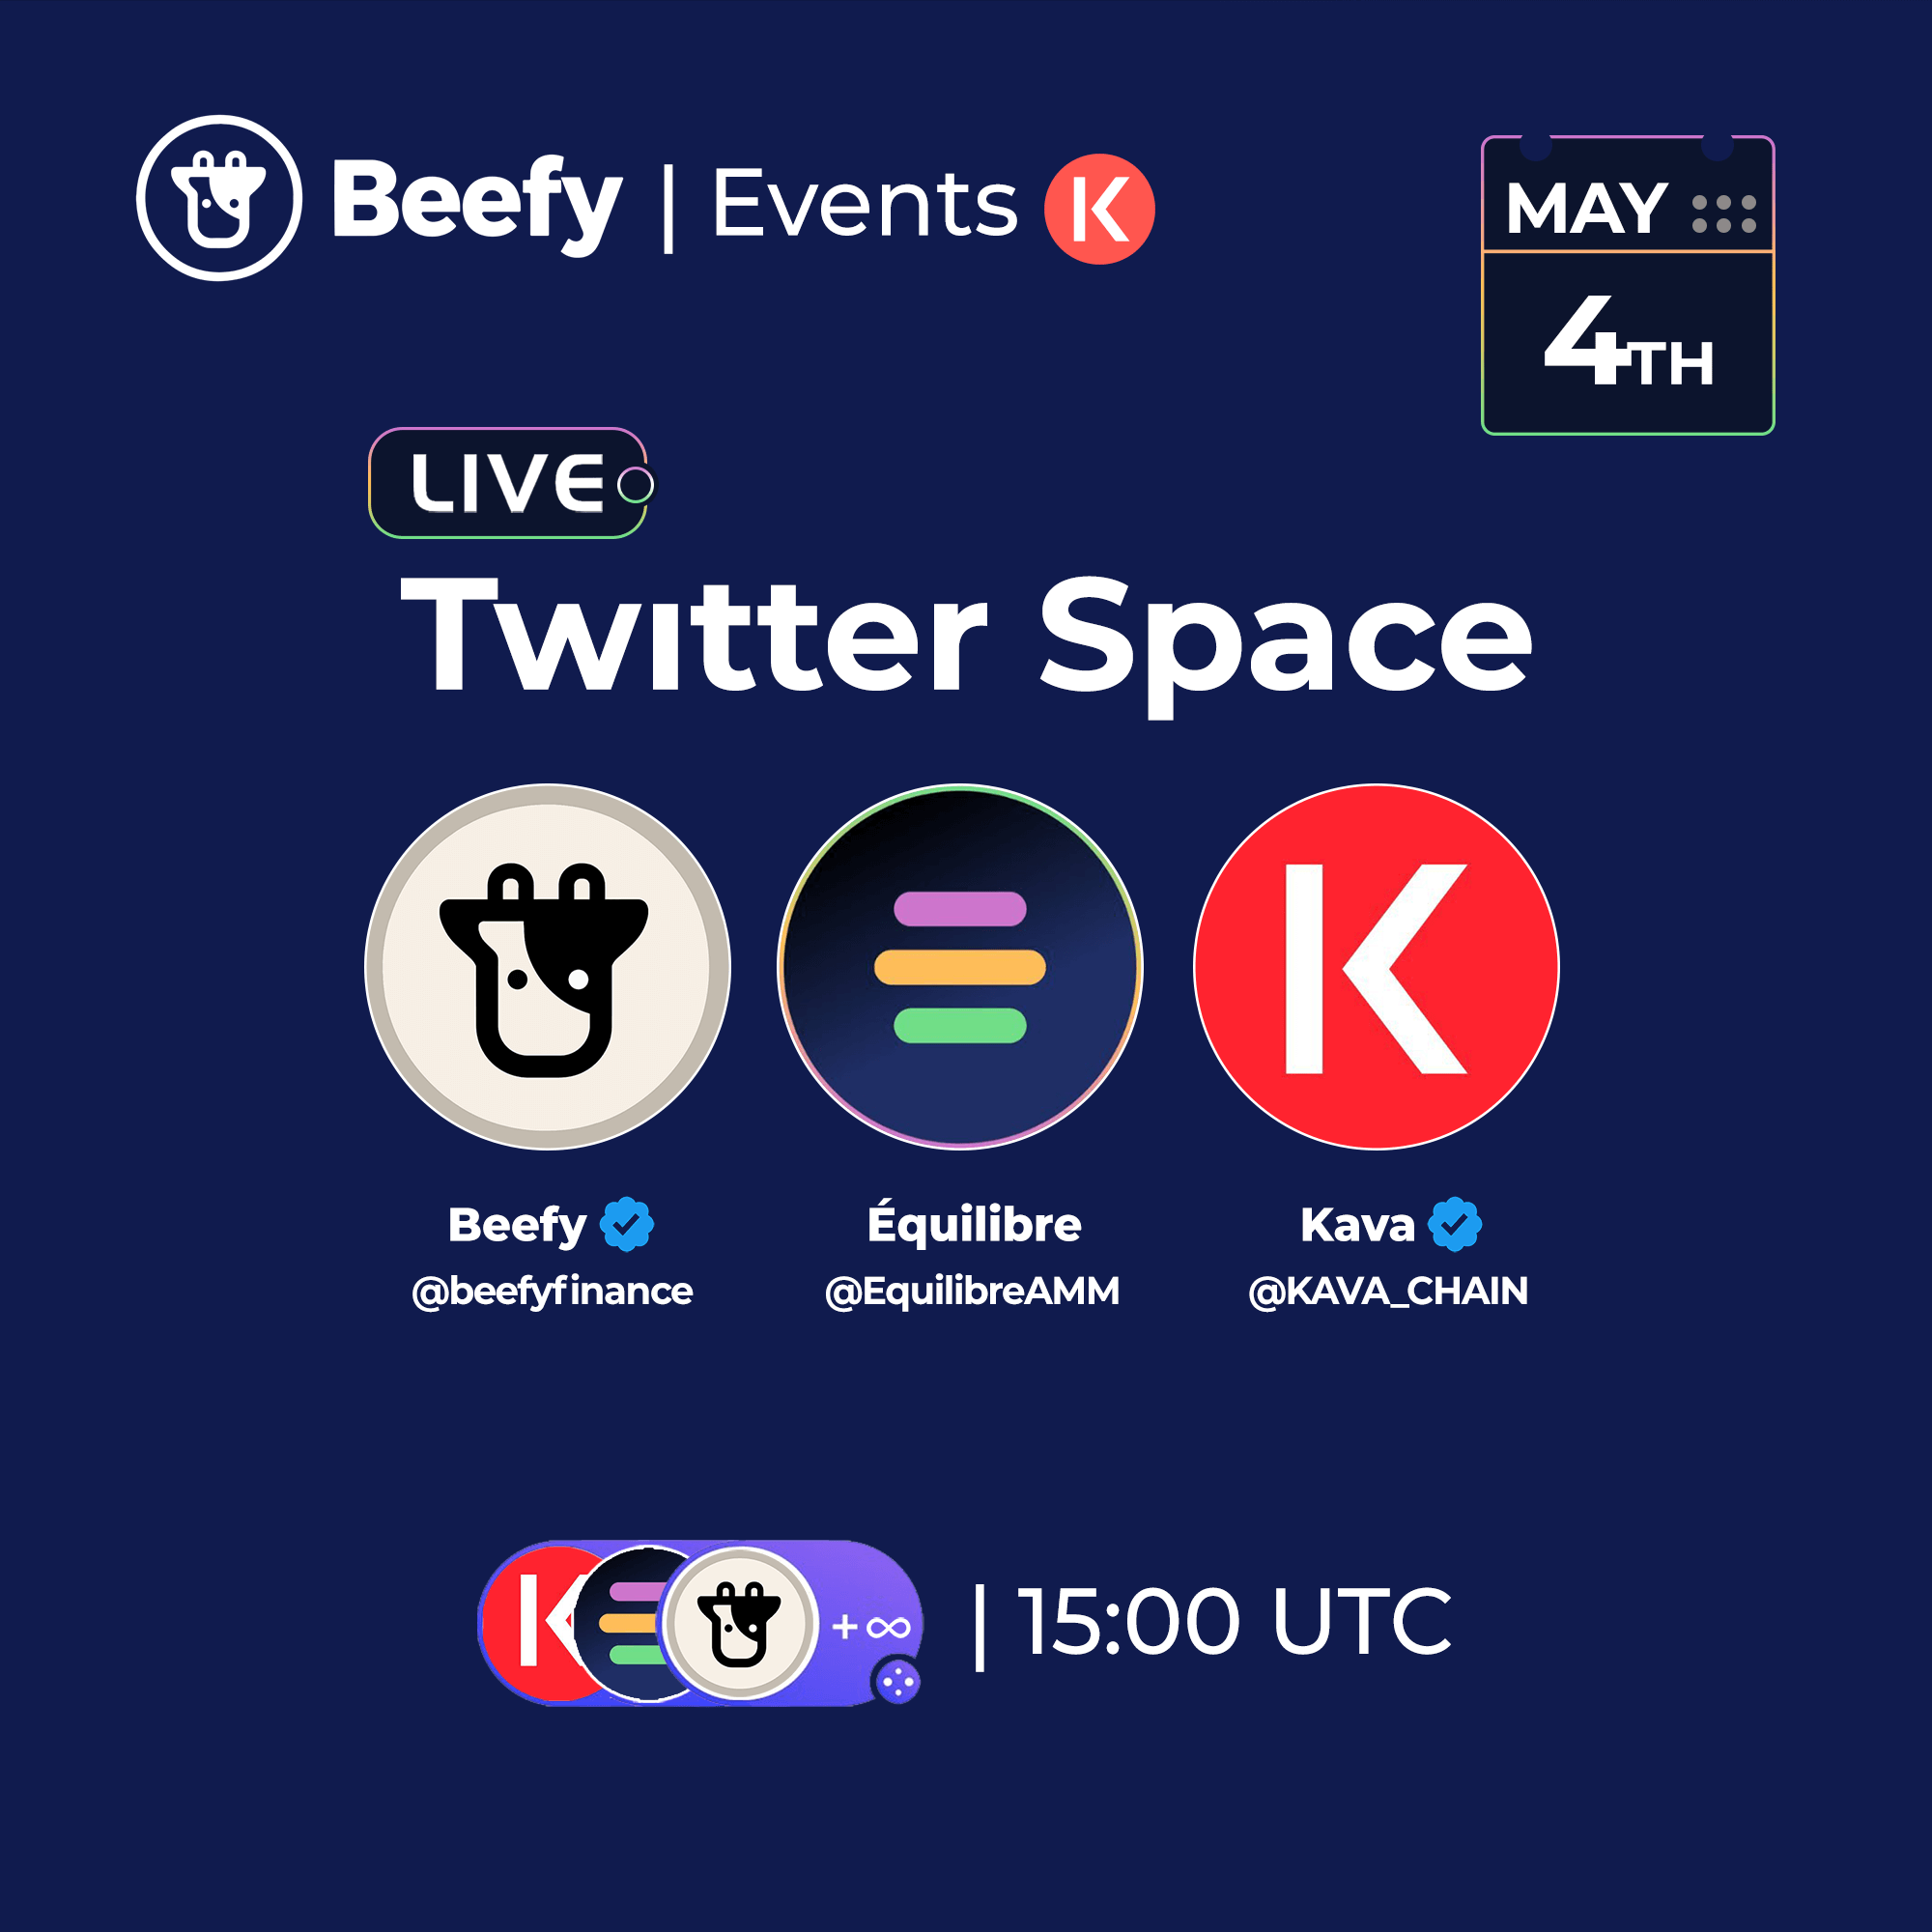 Beefy | Events K
MAY
4TH
LIVE
Twitter Space
K
Beefy
Équilibre
Kava
@beefyfinance
@EquilibreAMM
@KAVA_CHAIN
K
+ ∞ | 15:00 UTC